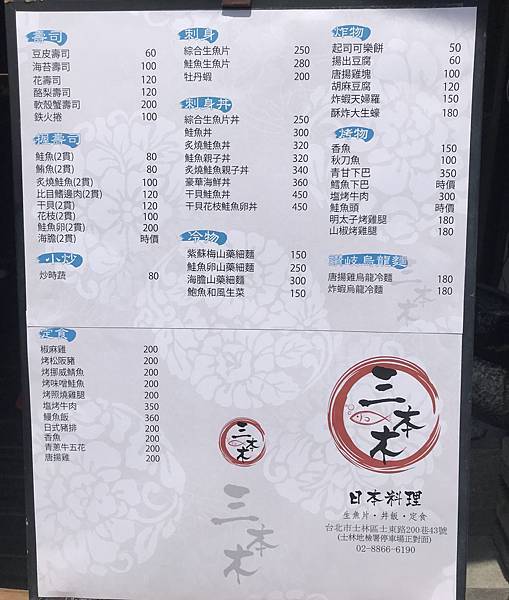 壽司
豆皮壽司 60
海苔壽司 100
花壽司 120
酪梨壽司 120
軟殼蟹壽司 200
鉄火捲 100
握壽司
鮭魚(2貫) 80
鮪魚(2貫) 80
炙燒鮭魚(2貫) 100
比目魚鰭邊肉(2貫) 120
干貝(2貫) 120
花枝(2貫) 100
鮭魚卵(2貫) 200
海膽(2貫) 時價
小炒
炒時蔬 80
刺身
綜合生魚片 250
鮭魚生魚片 280
牡丹蝦 200
刺身丼
綜合生魚片丼 250
鮭魚丼 300
炙燒鮭魚丼 320
鮭魚親子丼 320
炙燒鮭魚親子丼 340
豪華海鮮丼 360
干貝鮭魚丼 450
干貝花枝鮭魚卵丼 450
冷物
紫蘇梅山藥細麵 150
鮭魚卵山藥細麵 250
海膽山藥細麵 300
鮑魚和風生菜 150
炸物
起司可樂餅 50
揚出豆腐 60
唐揚雞塊 100
胡麻豆腐 120
炸蝦天婦羅 150
酥炸大生蠔 180
烤物
香魚 150
秋刀魚 100
青甘下巴 350
鱈魚下巴 時價
塩烤牛肉 300
鮭魚頭 時價
明太子烤雞腿 180
山椒烤雞腿 180
讃岐烏龍麵
唐揚雞烏龍冷麵 180
炸蝦烏龍冷麵 180
三本木
定食
椒麻雞 200
烤松阪豬 200
烤挪威鯖魚 200
烤味噌鮭魚 200
烤照燒雞腿 200
塩烤牛肉 350
鰻魚飯 360
日式豬排 200
香魚 200
青蔥牛五花 200
唐揚雞 200
三本木
三本木
三本木
日本料理
生魚片・丼飯・定食
台北市士林區士東路200巷43號
(士林地檢署停車場正對面)
02-8866-6190